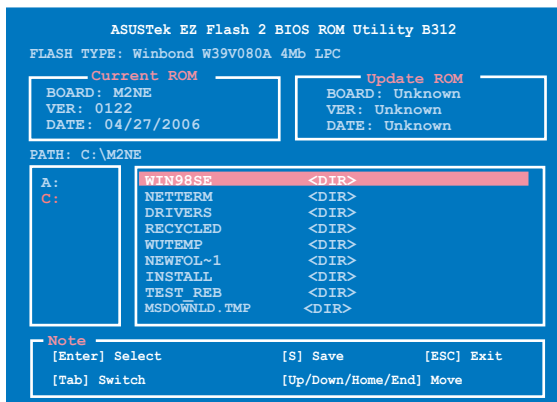 ASUSTek EZ Flash 2 BIOS ROM Utility B312
FLASH TYPE: Winbond W39V080A 4Mb LPC
Current ROM
BOARD: M2NE
VER: 0122
DATE: 04/27/2006
Update ROM
BOARD: Unknown
VER: Unknown
DATE: Unknown
PATH: C:\M2NE
A:
C:
WIN98SE <DIR>
NETTERM <DIR>
DRIVERS <DIR>
RECYCLED <DIR>
WUTEMP <DIR>
NEWFOL~1 <DIR>
INSTALL <DIR>
TEST_REB <DIR>
MSDOWNLD.TMP <DIR>
Note
[Enter] Select [S] Save [ESC] Exit
[Tab] Switch [Up/Down/Home/End] Move